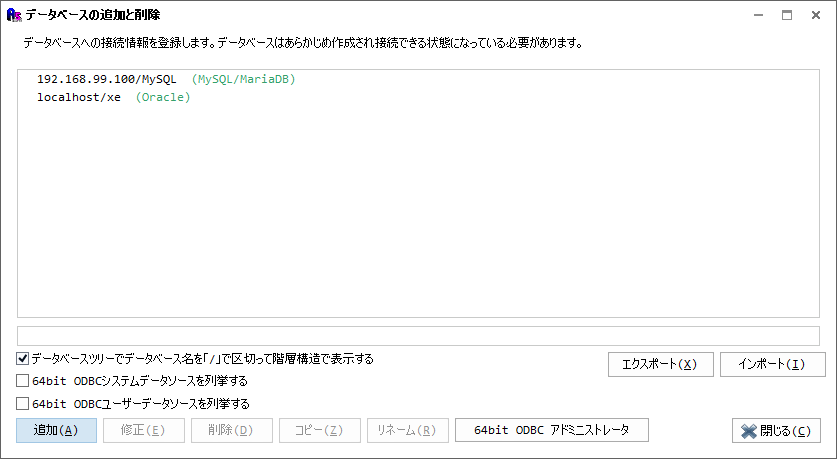 データベースの追加と削除
データベースへの接続情報を登録します。データベースはあらかじめ作成され接続できる状態になっている必要があります。
192.168.99.100/MySQL (MySQL/MariaDB)
localhost/xe (Oracle)
データベースツリーでデータベース名を「/」で区切って階層構造で表示する
エクスポート(X) インポート(I)
64bit ODBCシステムデータソースを列挙する
64bit ODBCユーザーデータソースを列挙する
追加(A) 修正(E) 削除(D) コピー(Z) リネーム(R) 64bit ODBC アドミニストレータ 閉じる(C)